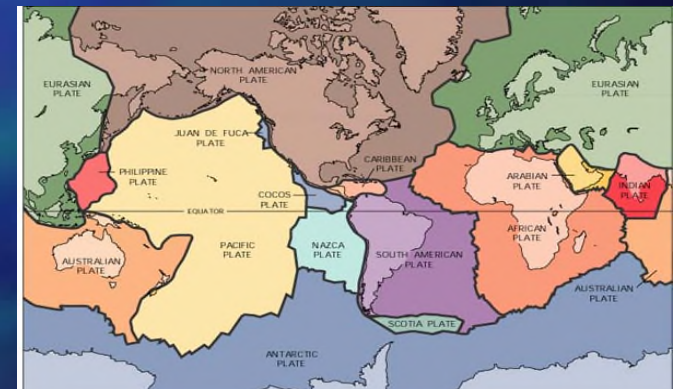 NORTH AMERICAN
PLATE
EURASIAN
PLATE
EURASIAN
PLATE
JUAN DE FUCA
PLATE
CARIBBEAN
PLATE
PHILIPPINE
PLATE
ARABIAN
PLATE
INDIAN
PLATE
COCOS
PLATE
EQUATOR
AFRICAN
PLATE
PACIFIC
PLATE
NAZCA
PLATE
SOUTH AMERICAN
PLATE
AUSTRALIAN
PLATE
AUSTRALIAN
PLATE
SCOTIA PLATE
ANTARCTIC
PLATE